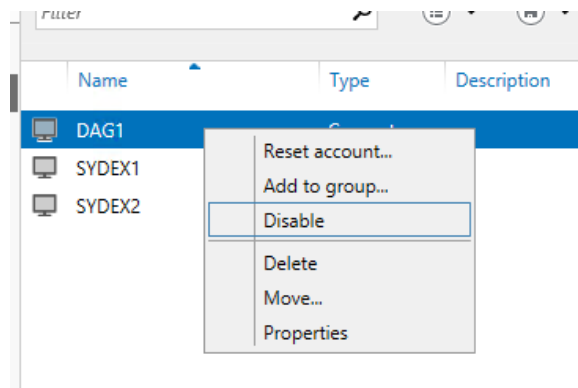 Filter
Name Type Description
DAG1
SYDEX1
SYDEX2
Reset account...
Add to group...
Disable
Delete
Move...
Properties